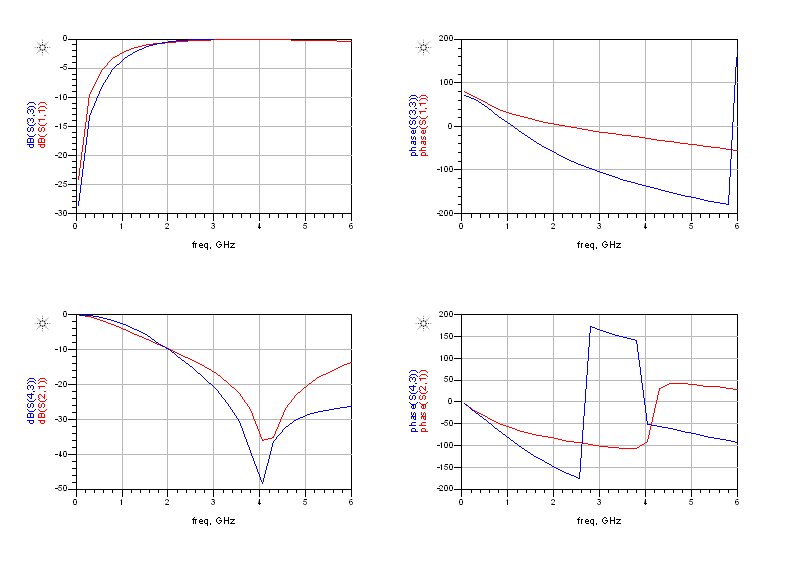 0
-5
-10
-15
-20
-25
-30
0 1 2 3 4 5 6
freq, GHz
dB(S(3,3))
dB(S(1,1))
200
100
0
-100
-200
0 1 2 3 4 5 6
freq, GHz
phase(S(3,3))
phase(S(1,1))
0
-10
-20
-30
-40
-50
0 1 2 3 4 5 6
freq, GHz
dB(S(4,3))
dB(S(2,1))
200
150
100
50
0
-50
-100
-150
-200
0 1 2 3 4 5 6
freq, GHz
phase(S(4,3))
phase(S(2,1))